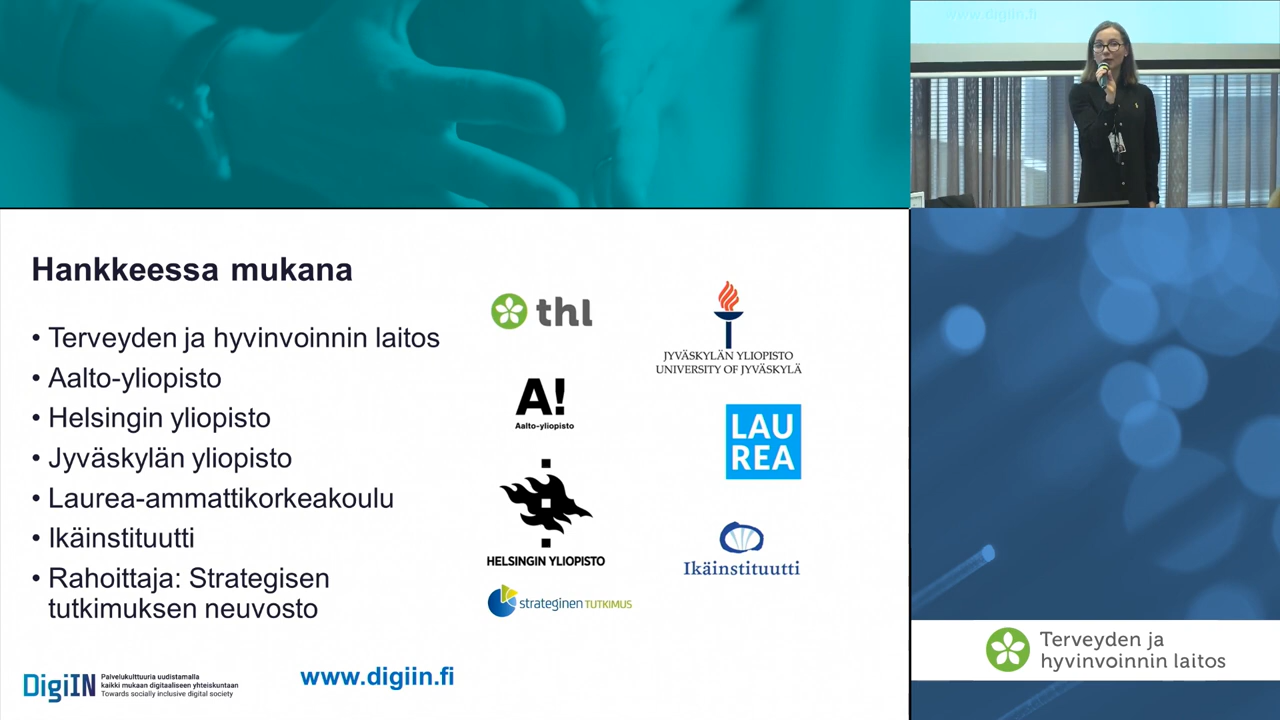 www.digiin.fi
Hankkeessa mukana
• Terveyden ja hyvinvoinnin laitos
• Aalto-yliopisto
• Helsingin yliopisto
• Jyväskylän yliopisto
• Laurea-ammattikorkeakoulu
• Ikäinstituutti
• Rahoittaja: Strategisen
tutkimuksen neuvosto
thl
JYVÄSKYLÄN YLIOPISTO
UNIVERSITY OF JYVÄSKYLÄ
A!
Aalto-yliopisto
LAU
REA
HELSINGIN YLIOPISTO
Ikäinstituutti
strateginen TUTKIMUS
DigiIN
Palvelukulttuuria uudistamalla
kaikki mukaan digitaaliseen yhteiskuntaan
Towards socially inclusive digital society
www.digiin.fi
Terveyden ja
hyvinvoinnin laitos